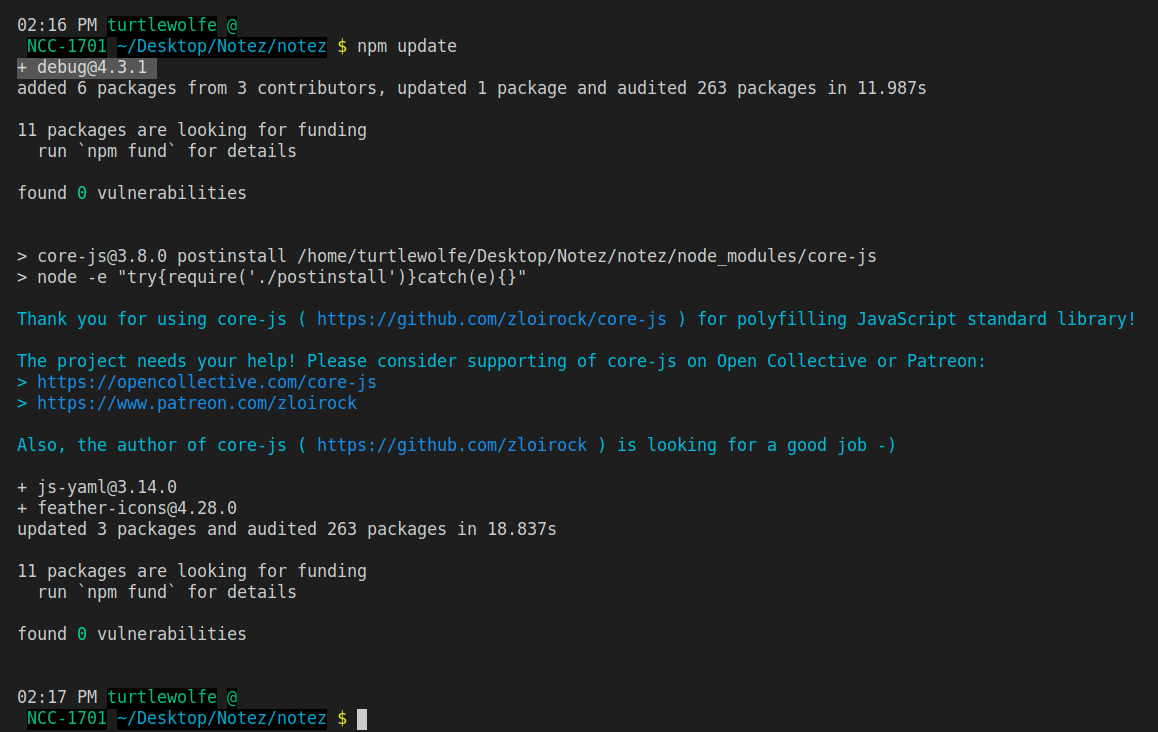 02:16 PM turtlewolfe @
NCC-1701 ~/Desktop/Notez/notez $ npm update
+ debug@4.3.1
added 6 packages from 3 contributors, updated 1 package and audited 263 packages in 11.987s
11 packages are looking for funding
run `npm fund` for details
found 0 vulnerabilities
> core-js@3.8.0 postinstall /home/turtlewolfe/Desktop/Notez/notez/node_modules/core-js
> node -e "try{require('./postinstall')}catch(e){}"
Thank you for using core-js ( https://github.com/zloirock/core-js ) for polyfilling JavaScript standard library!
The project needs your help! Please consider supporting of core-js on Open Collective or Patreon:
> https://opencollective.com/core-js
> https://www.patreon.com/zloirock
Also, the author of core-js ( https://github.com/zloirock ) is looking for a good job -)
+ js-yaml@3.14.0
+ feather-icons@4.28.0
updated 3 packages and audited 263 packages in 18.837s
11 packages are looking for funding
run `npm fund` for details
found 0 vulnerabilities
02:17 PM turtlewolfe @
NCC-1701 ~/Desktop/Notez/notez $